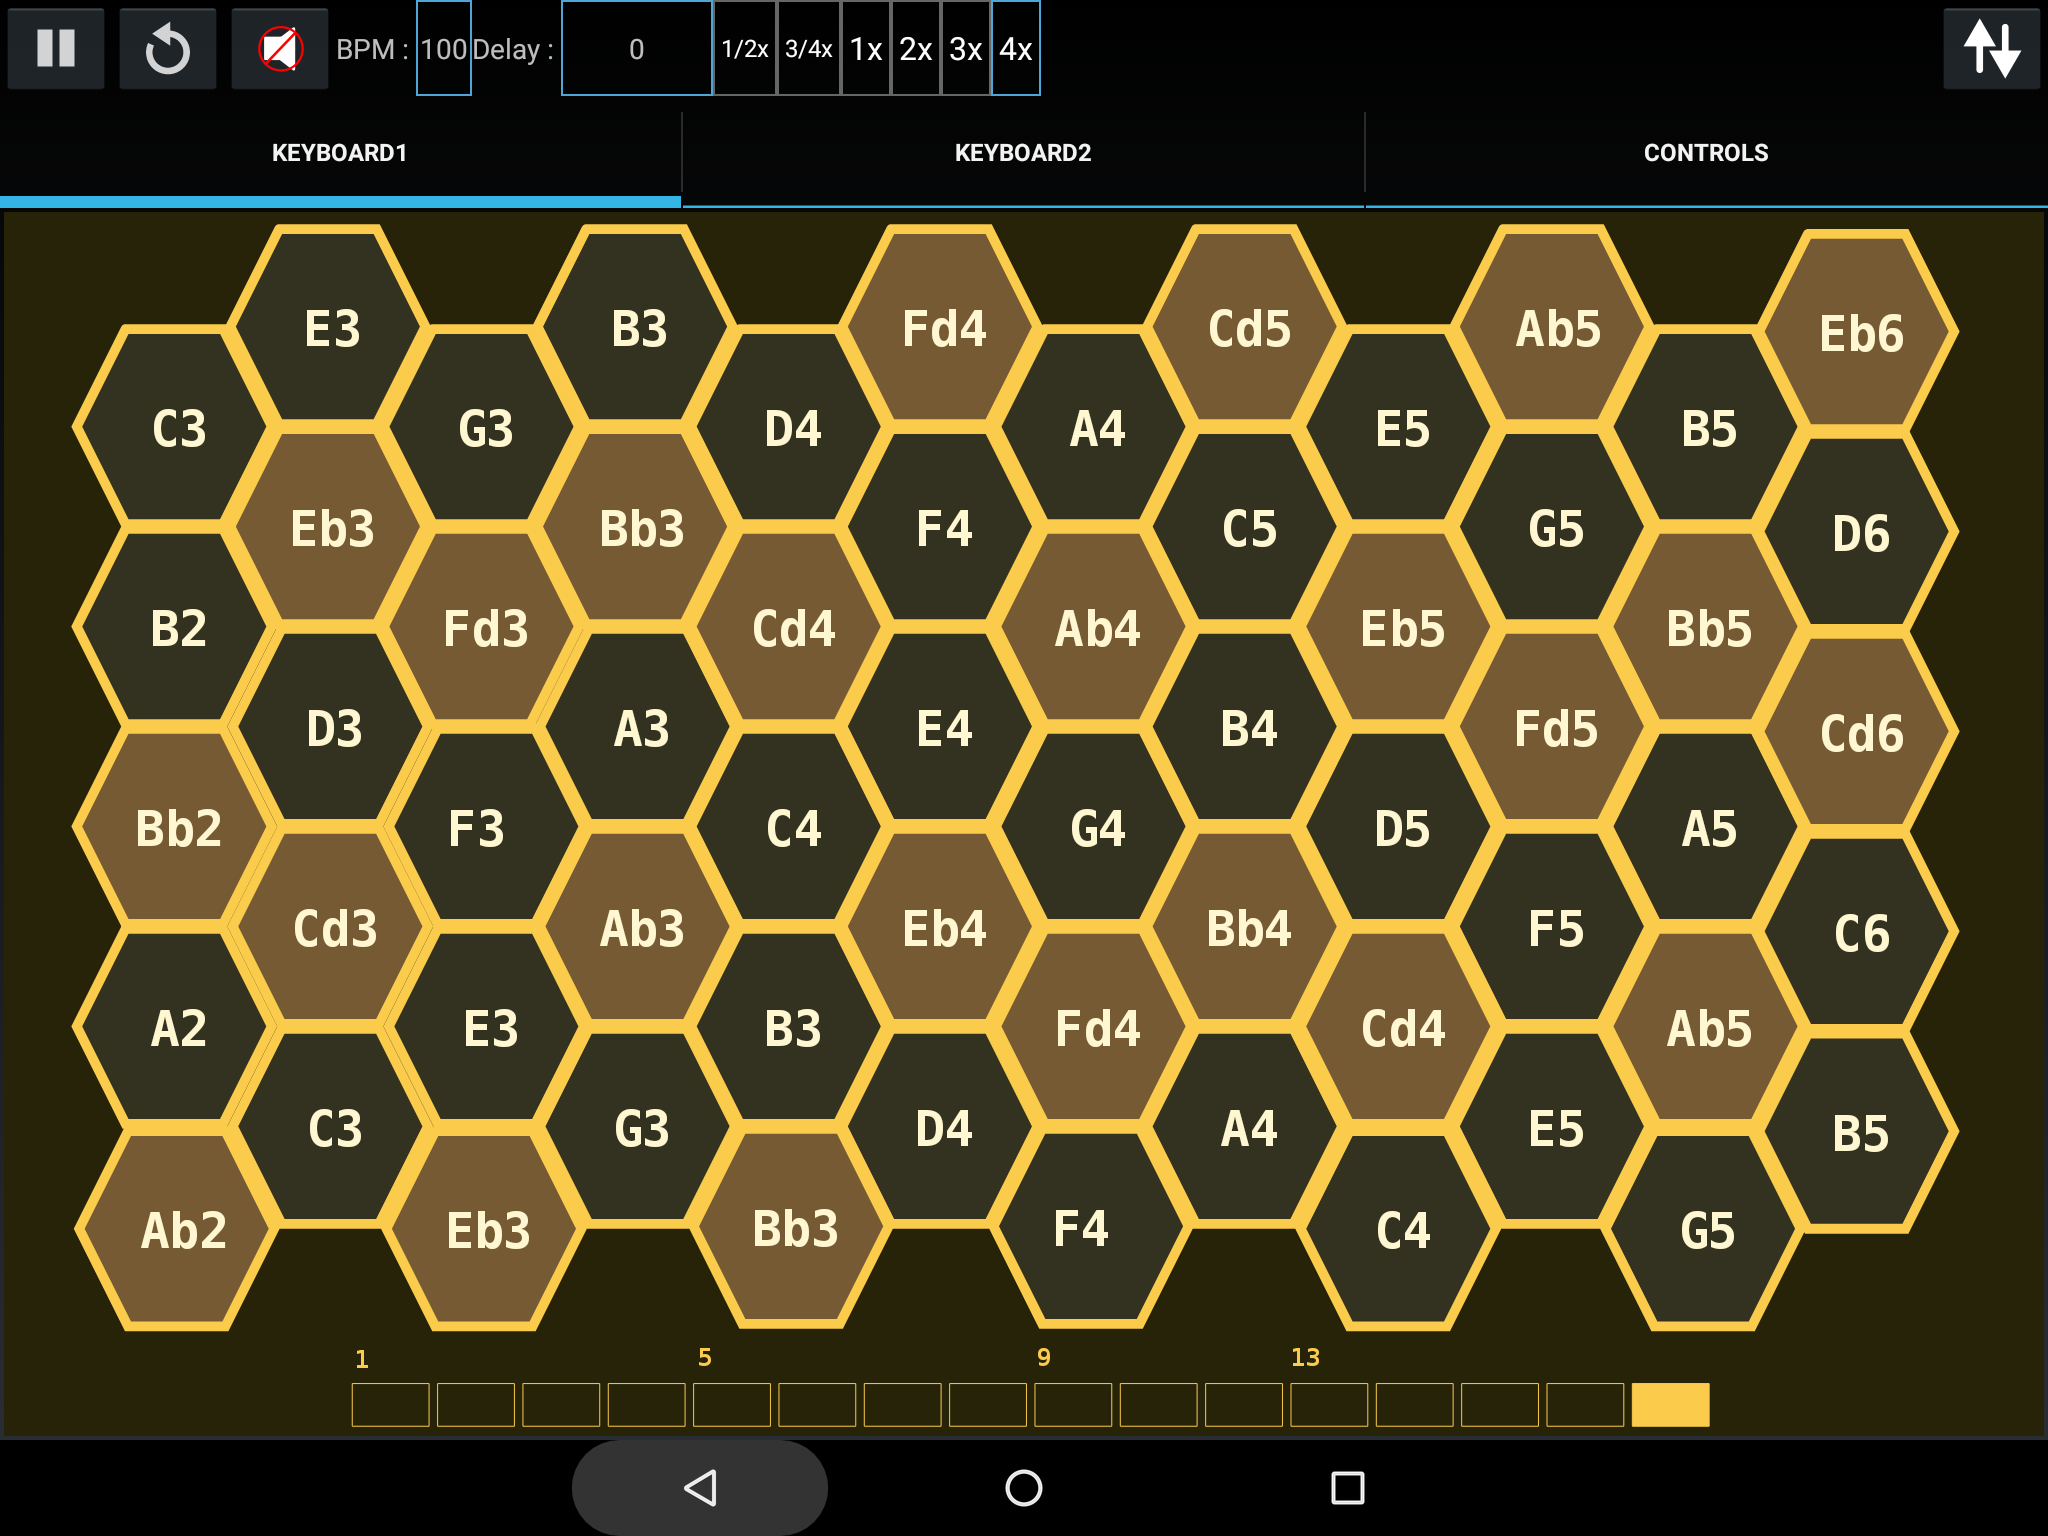 BPM : 100 Delay : 0 1/2x 3/4x 1x 2x 3x 4x
KEYBOARD1 KEYBOARD2 CONTROLS
E3 B3 Fd4 Cd5 Ab5 Eb6
C3 G3 D4 A4 E5 B5
Eb3 Bb3 F4 C5 G5 D6
B2 Fd3 Cd4 Ab4 Eb5 Bb5
D3 A3 E4 B4 Fd5 Cd6
Bb2 F3 C4 G4 D5 A5
Cd3 Ab3 Eb4 Bb4 F5 C6
A2 E3 B3 Fd4 Cd4 Ab5
C3 G3 D4 A4 E5 B5
Ab2 Eb3 Bb3 F4 C4 G5
1 5 9 13